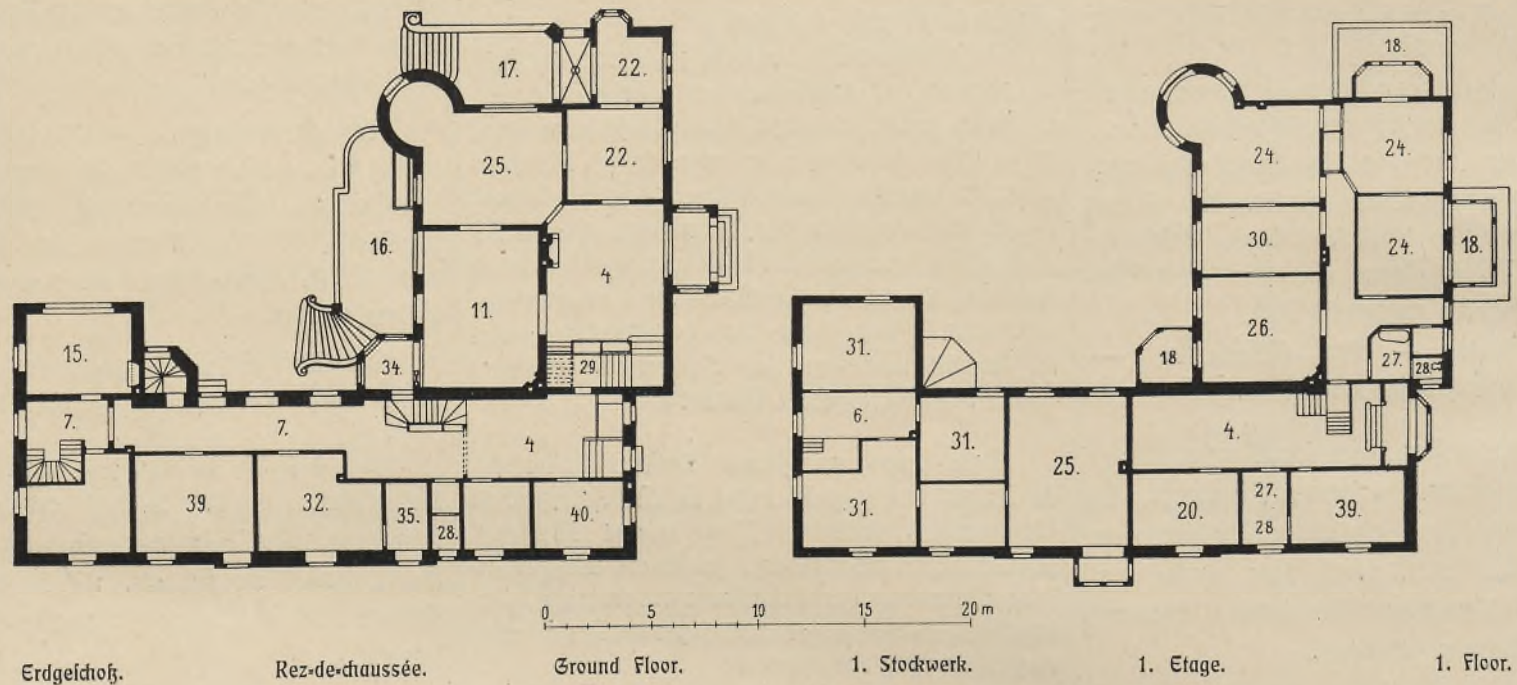 17. 22.
25. 22.
16. 11. 4
15. 34. 29.
7. 7. 4
39. 32. 35. 28. 40.
18.
24. 24.
30. 24. 18.
31. 26. 18. 27. 28.
6. 31. 25. 4.
31. 20. 27. 28 39.
0 5 10 15 20 m
Erdgeschoß. Rez-de-chaussée. Ground Floor. 1. Stockwerk. 1. Etage. 1. Floor.